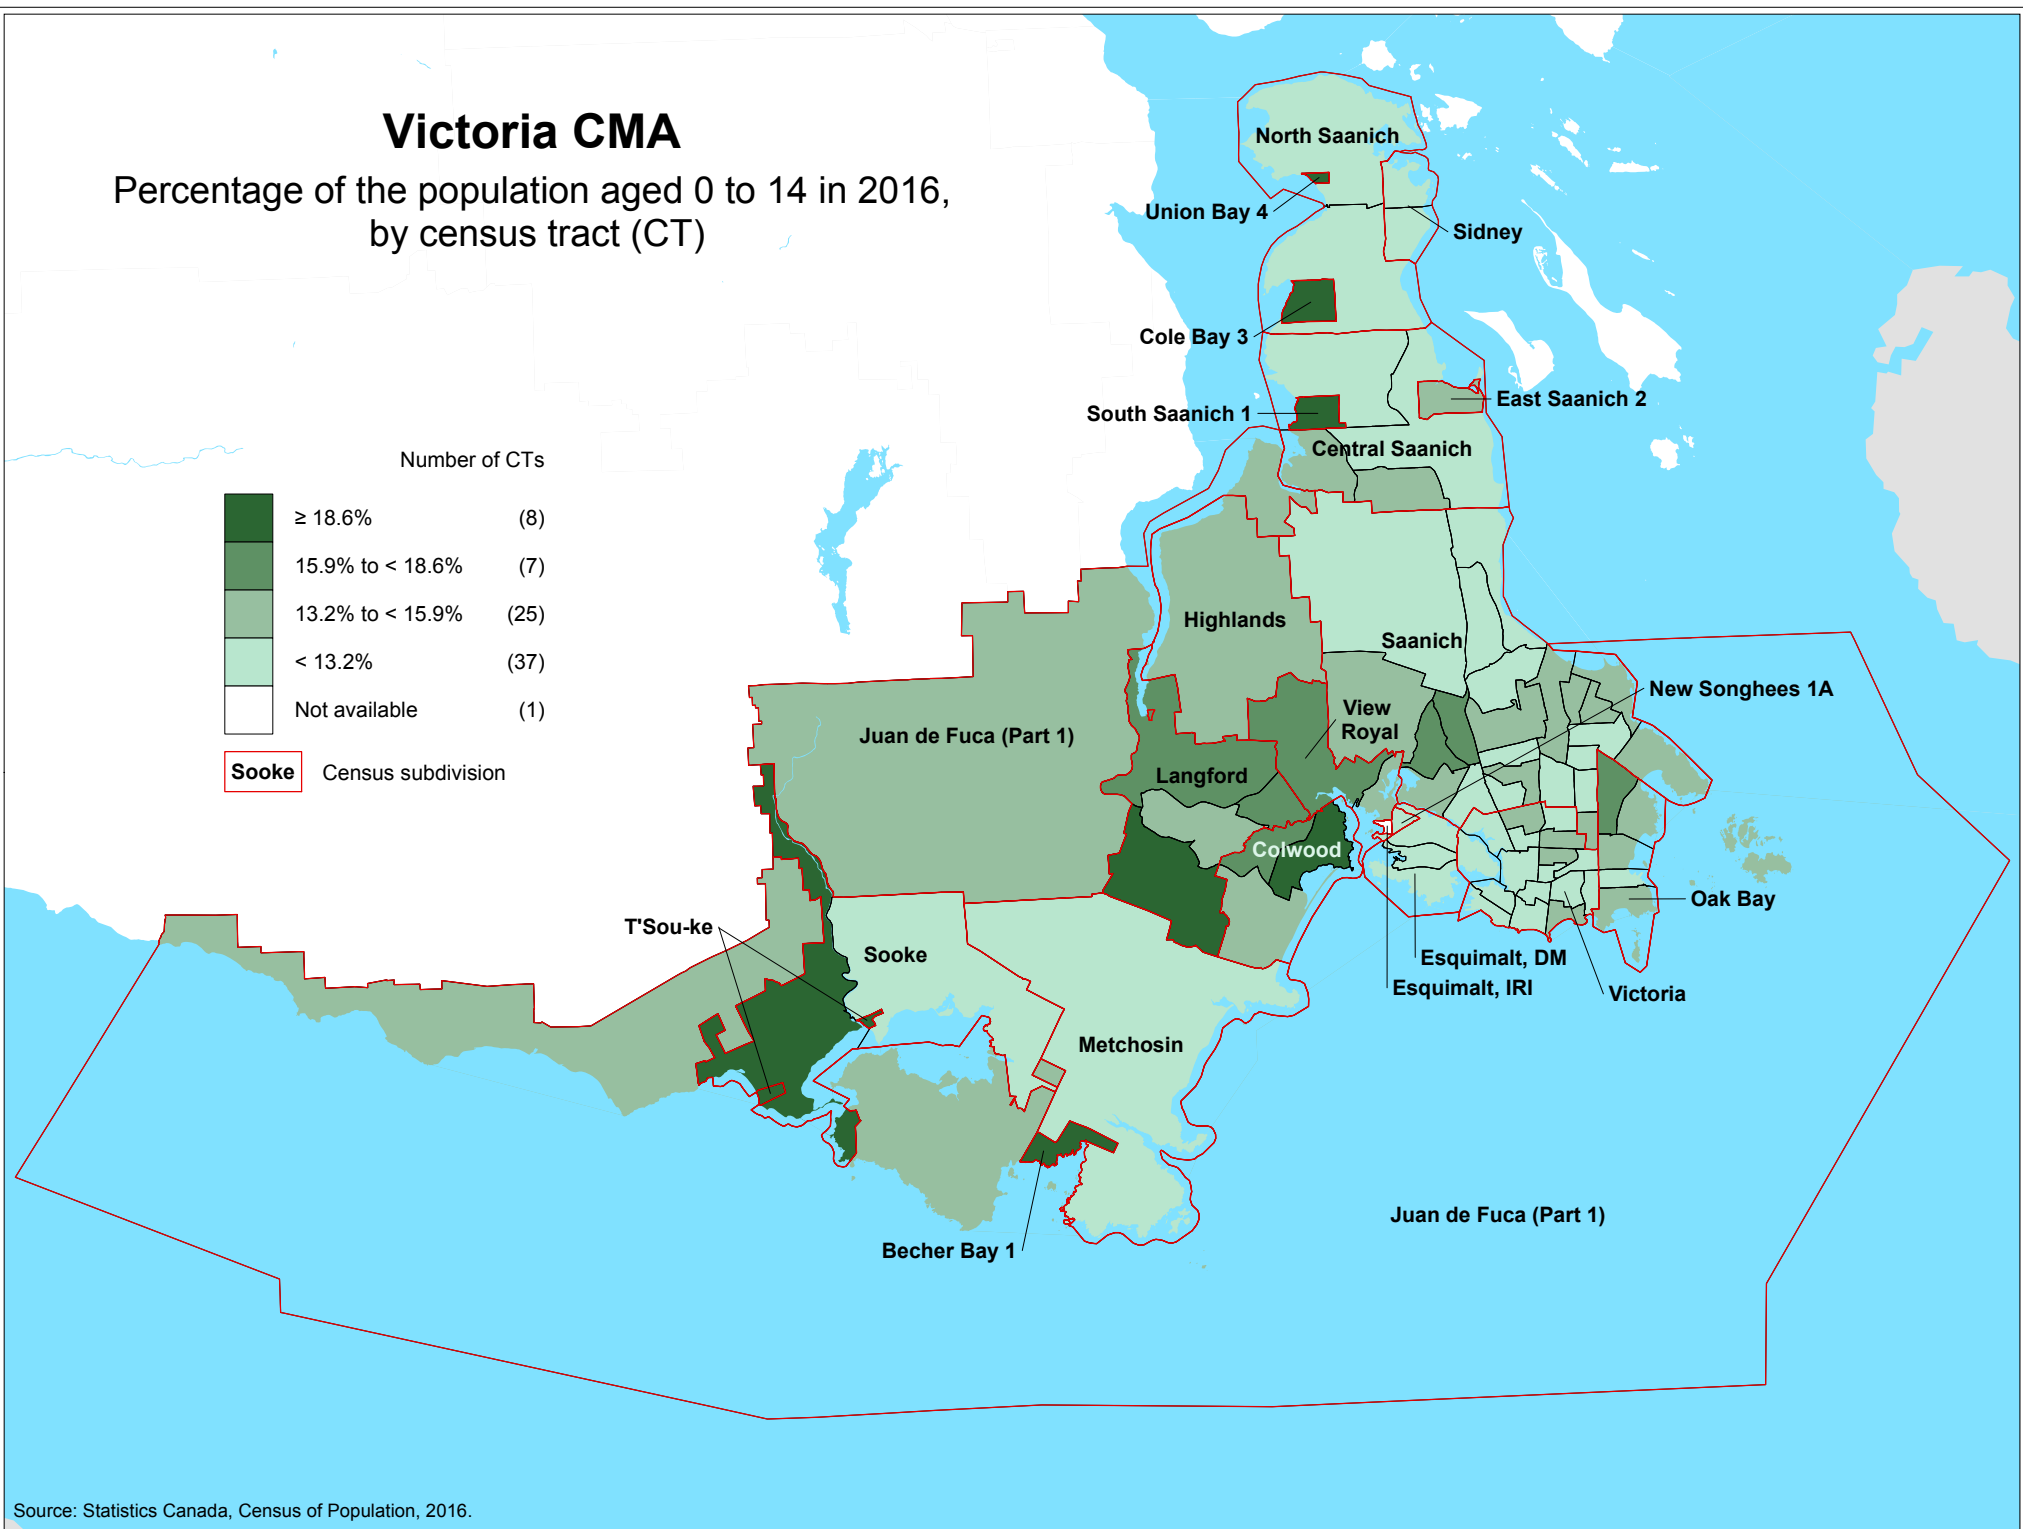 Victoria CMA
Percentage of the population aged 0 to 14 in 2016,
by census tract (CT)
Number of CTs
≥ 18.6% (8)
15.9% to < 18.6% (7)
13.2% to < 15.9% (25)
< 13.2% (37)
Not available (1)
Sooke Census subdivision
North Saanich
Union Bay 4
Sidney
Cole Bay 3
East Saanich 2
South Saanich 1
Central Saanich
Highlands
Saanich
New Songhees 1A
View
Royal
Juan de Fuca (Part 1)
Langford
Colwood
Oak Bay
T'Sou-ke
Sooke
Esquimalt, DM
Esquimalt, IRI
Victoria
Metchosin
Juan de Fuca (Part 1)
Becher Bay 1
Source: Statistics Canada, Census of Population, 2016.